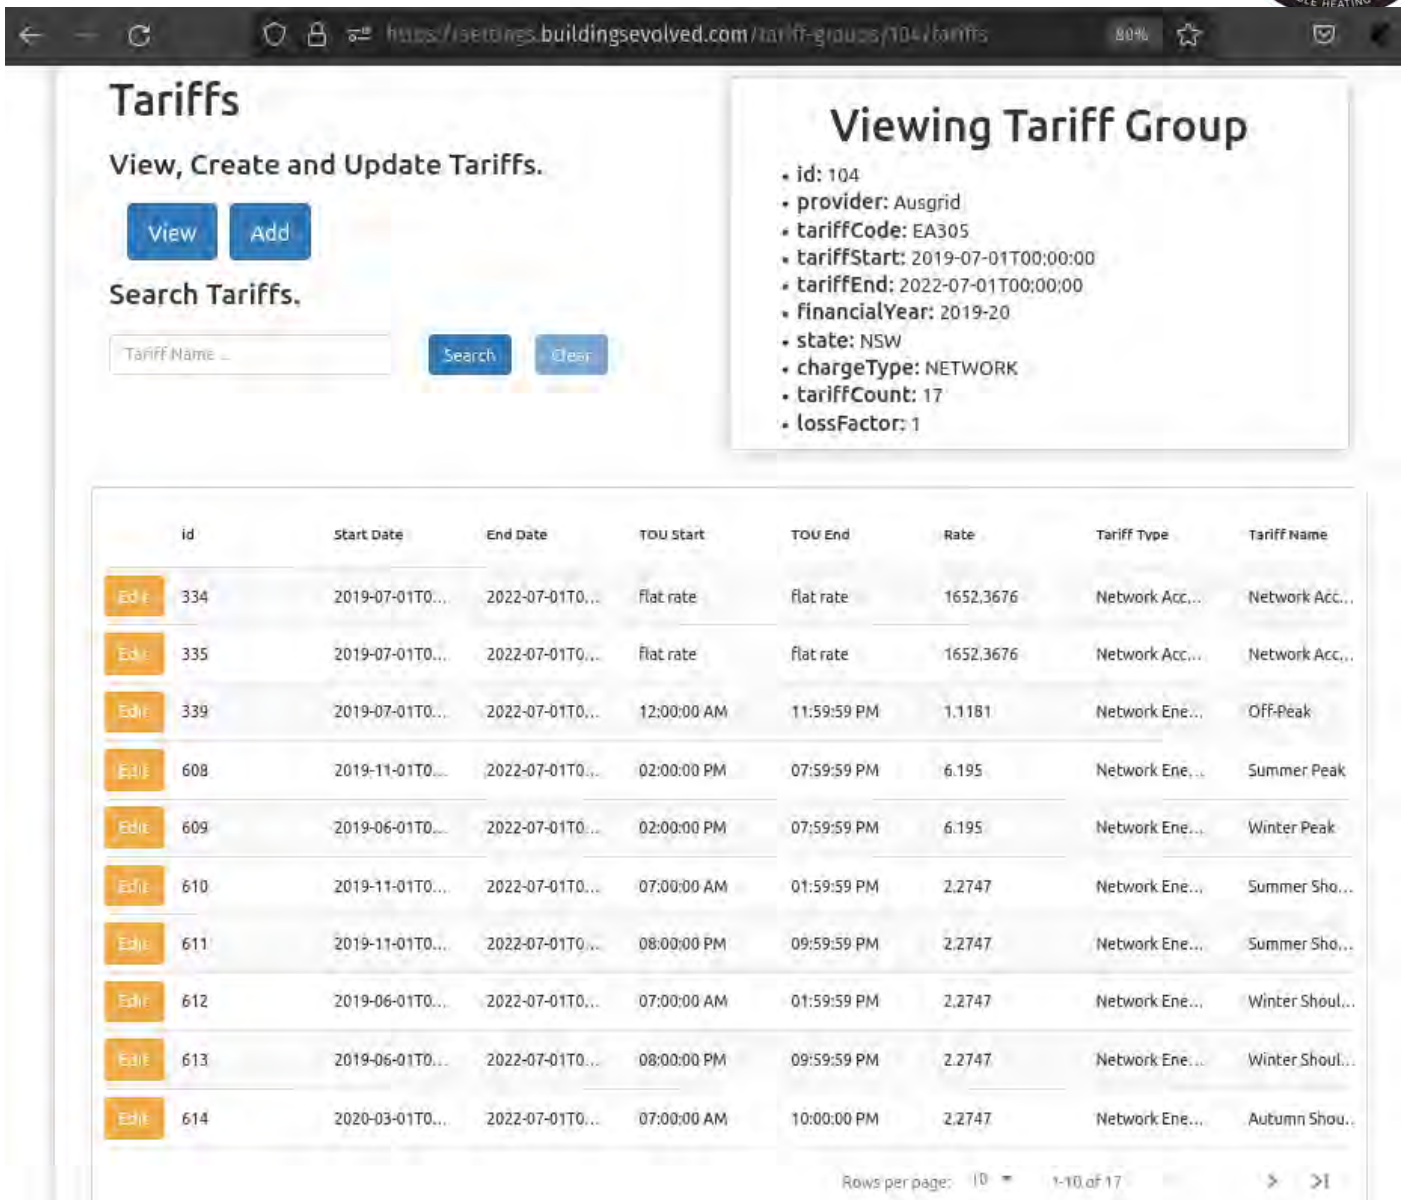 LE HEATING
https://settings.buildingsevolved.com/tariff-groups/104/tariffs 80%
Tariffs
View, Create and Update Tariffs.
View Add
Search Tariffs.
Tariff Name ...
Search Clear
Viewing Tariff Group
• id: 104
• provider: Ausgrid
• tariffCode: EA305
• tariffStart: 2019-07-01T00:00:00
• tariffEnd: 2022-07-01T00:00:00
• financialYear: 2019-20
• state: NSW
• chargeType: NETWORK
• tariffCount: 17
• lossFactor: 1
id Start Date End Date TOU Start TOU End Rate Tariff Type Tariff Name
Edit 334 2019-07-01T0... 2022-07-01T0... flat rate flat rate 1652.3676 Network Acc... Network Acc...
Edit 335 2019-07-01T0... 2022-07-01T0... flat rate flat rate 1652.3676 Network Acc... Network Acc...
Edit 339 2019-07-01T0... 2022-07-01T0... 12:00:00 AM 11:59:59 PM 1.1181 Network Ene... Off-Peak
Edit 608 2019-11-01T0... 2022-07-01T0... 02:00:00 PM 07:59:59 PM 6.195 Network Ene... Summer Peak
Edit 609 2019-06-01T0... 2022-07-01T0... 02:00:00 PM 07:59:59 PM 6.195 Network Ene... Winter Peak
Edit 610 2019-11-01T0... 2022-07-01T0... 07:00:00 AM 01:59:59 PM 2.2747 Network Ene... Summer Sho...
Edit 611 2019-11-01T0... 2022-07-01T0... 08:00:00 PM 09:59:59 PM 2.2747 Network Ene... Summer Sho...
Edit 612 2019-06-01T0... 2022-07-01T0... 07:00:00 AM 01:59:59 PM 2.2747 Network Ene... Winter Shoul...
Edit 613 2019-06-01T0... 2022-07-01T0... 08:00:00 PM 09:59:59 PM 2.2747 Network Ene... Winter Shoul...
Edit 614 2020-03-01T0... 2022-07-01T0... 07:00:00 AM 10:00:00 PM 2.2747 Network Ene... Autumn Shou...
Rows per page: 10 1-10 of 17